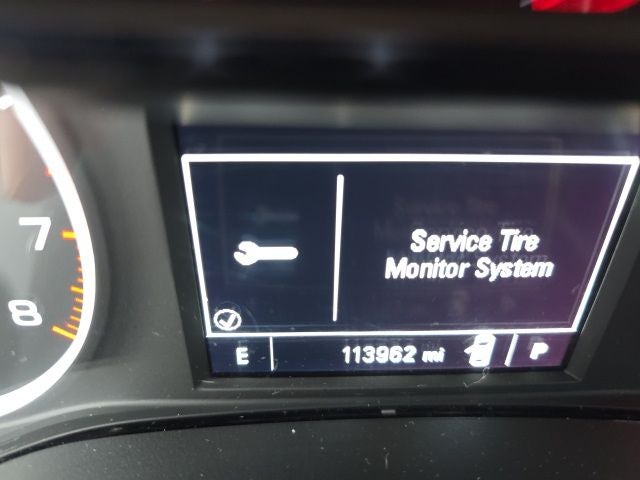 7
8
Service Tire
Monitor System
E 113962 mi P